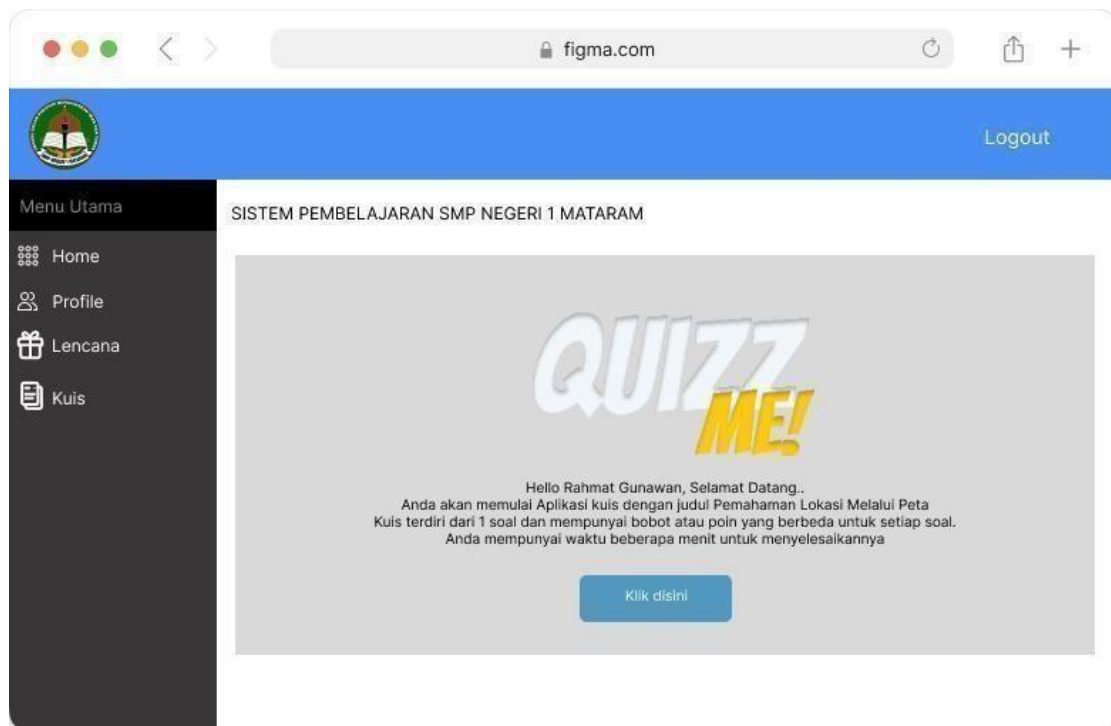 figma.com
Logout
Menu Utama
SISTEM PEMBELAJARAN SMP NEGERI 1 MATARAM
Home
Profile
Lencana
Kuis
QUIZZ
ME!
Hello Rahmat Gunawan, Selamat Datang..
Anda akan memulai Aplikasi kuis dengan judul Pemahaman Lokasi Melalui Peta
Kuis terdiri dari 1 soal dan mempunyai bobot atau poin yang berbeda untuk setiap soal.
Anda mempunyai waktu beberapa menit untuk menyelesaikannya
Klik disini